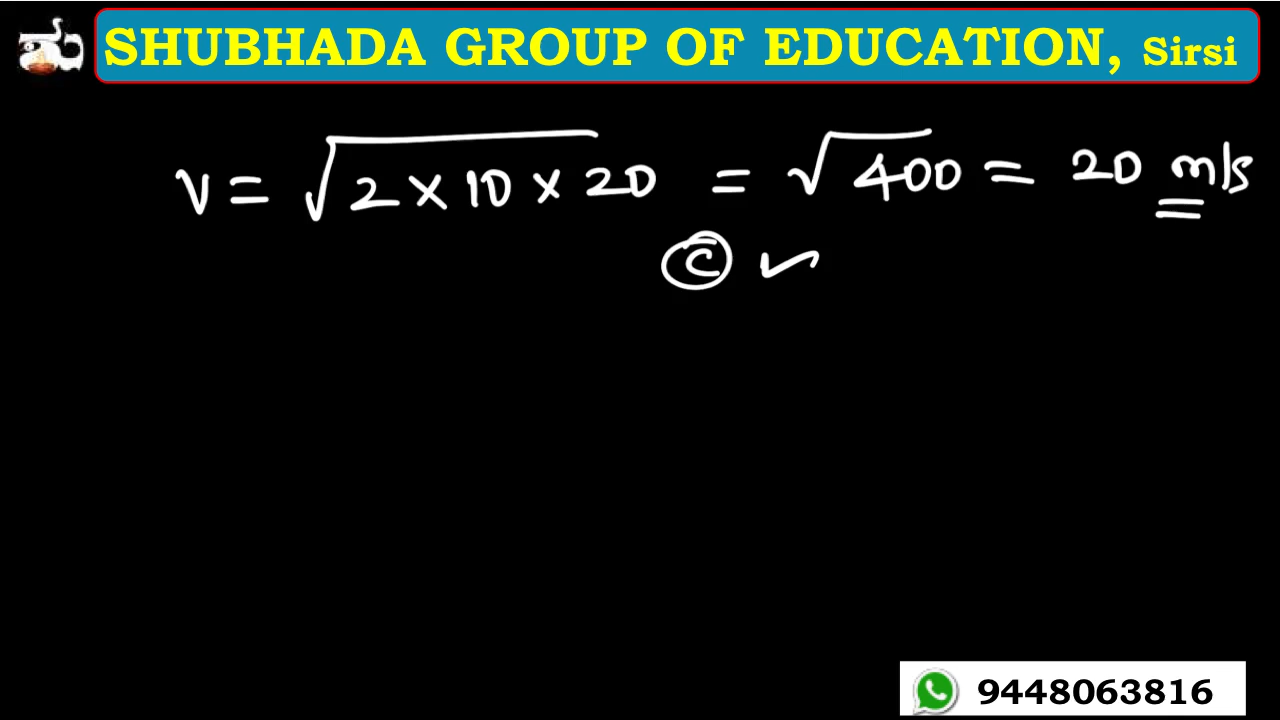 ಶು SHUBHADA GROUP OF EDUCATION, Sirsi
v = √2 × 10 × 20 = √400 = 20 m/s
c ✓
9448063816